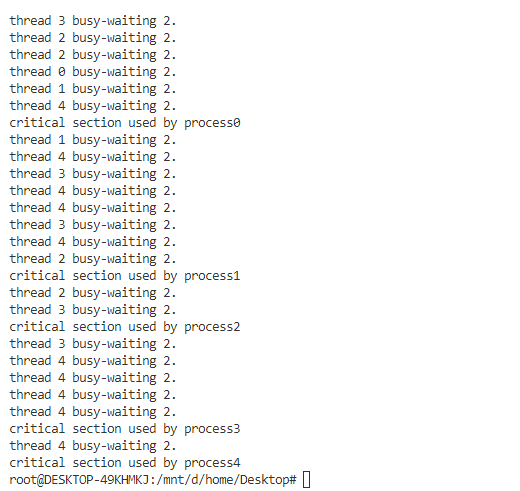 thread 3 busy-waiting 2.
thread 2 busy-waiting 2.
thread 2 busy-waiting 2.
thread 0 busy-waiting 2.
thread 1 busy-waiting 2.
thread 4 busy-waiting 2.
critical section used by process0
thread 1 busy-waiting 2.
thread 4 busy-waiting 2.
thread 3 busy-waiting 2.
thread 4 busy-waiting 2.
thread 4 busy-waiting 2.
thread 3 busy-waiting 2.
thread 4 busy-waiting 2.
thread 2 busy-waiting 2.
critical section used by process1
thread 2 busy-waiting 2.
thread 3 busy-waiting 2.
critical section used by process2
thread 3 busy-waiting 2.
thread 4 busy-waiting 2.
thread 4 busy-waiting 2.
thread 4 busy-waiting 2.
thread 4 busy-waiting 2.
critical section used by process3
thread 4 busy-waiting 2.
critical section used by process4
root@DESKTOP-49KHMKJ:/mnt/d/home/Desktop#